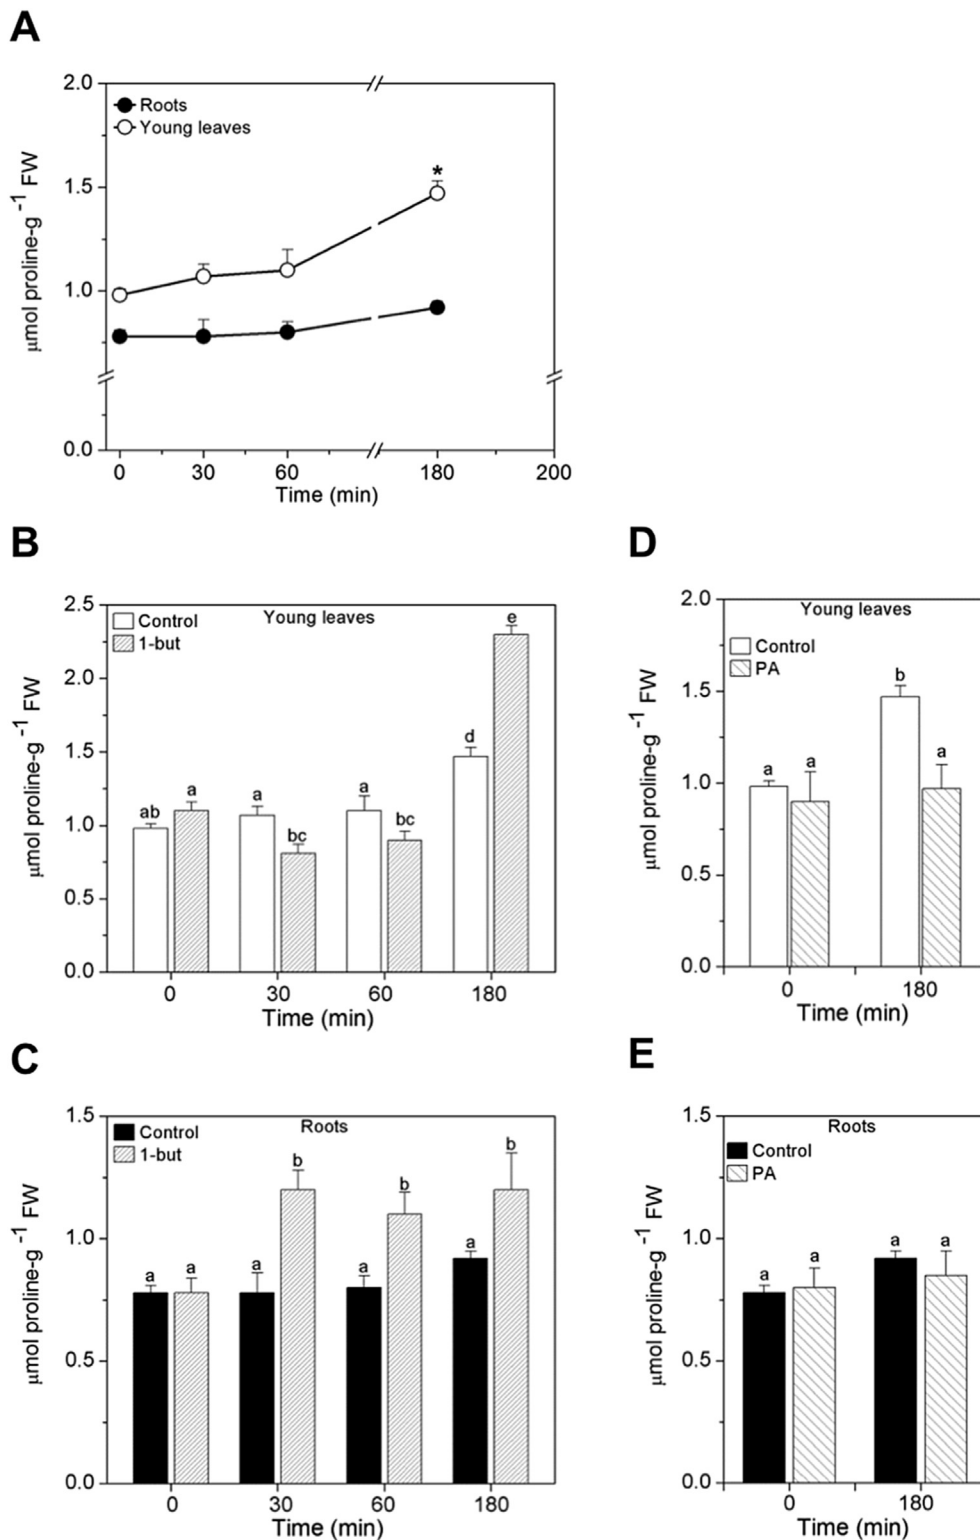 A
2.0
Roots
Young leaves
*
1.5
1.0
0.0
μmol proline-g⁻¹ FW
0 30 60 180 200
Time (min)
B
2.5
Control
1-but
Young leaves
e
2.0
1.5
d
ab a a bc a bc
1.0
0.5
0.0
μmol proline-g⁻¹ FW
0 30 60 180
Time (min)
D
2.0
Young leaves
Control
PA
b
1.5
a a a
1.0
0.5
0.0
μmol proline-g⁻¹ FW
0 180
Time (min)
C
1.5
Control
1-but
Roots
b b b
a a a a a
1.0
0.5
0.0
μmol proline-g⁻¹ FW
0 30 60 180
Time (min)
E
1.5
Roots
Control
PA
a a a a
1.0
0.5
0.0
μmol proline-g⁻¹ FW
0 180
Time (min)